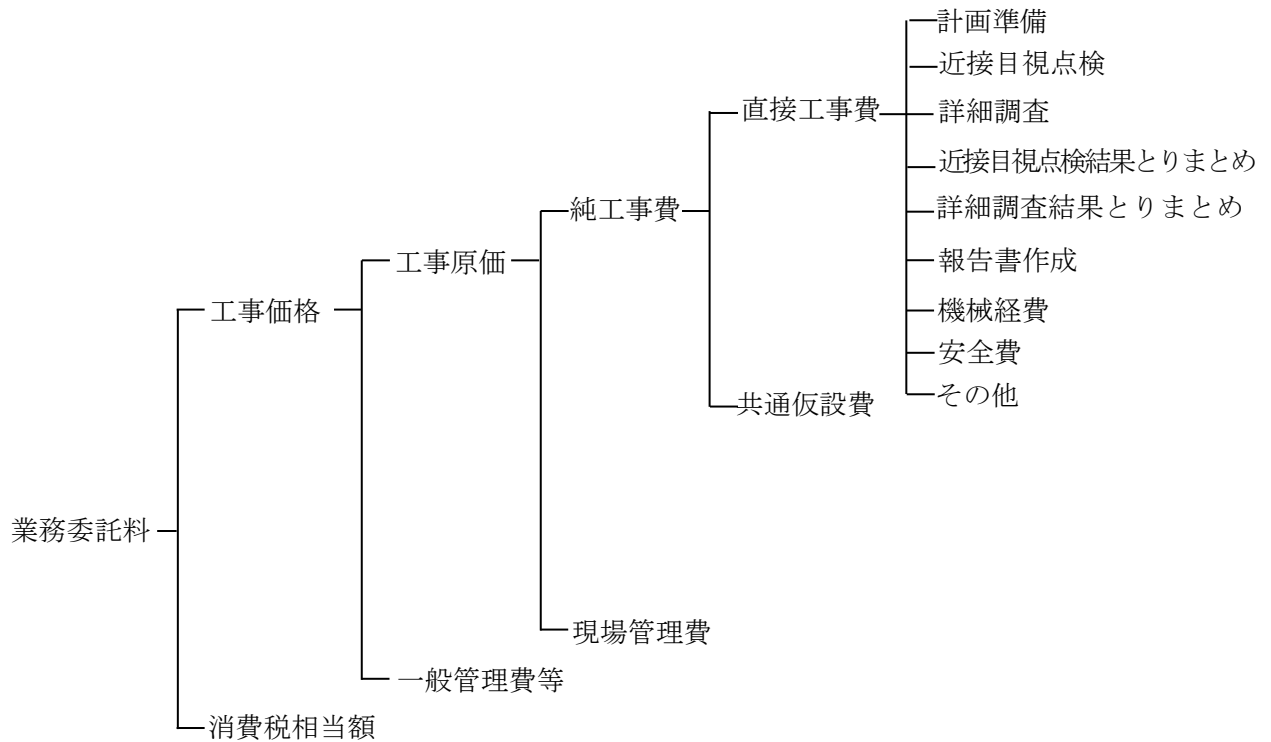 計画準備
近接目視点検
直接工事費
詳細調査
近接目視点検結果とりまとめ
純工事費
詳細調査結果とりまとめ
工事原価
報告書作成
工事価格
機械経費
安全費
その他
共通仮設費
業務委託料
現場管理費
一般管理費等
消費税相当額